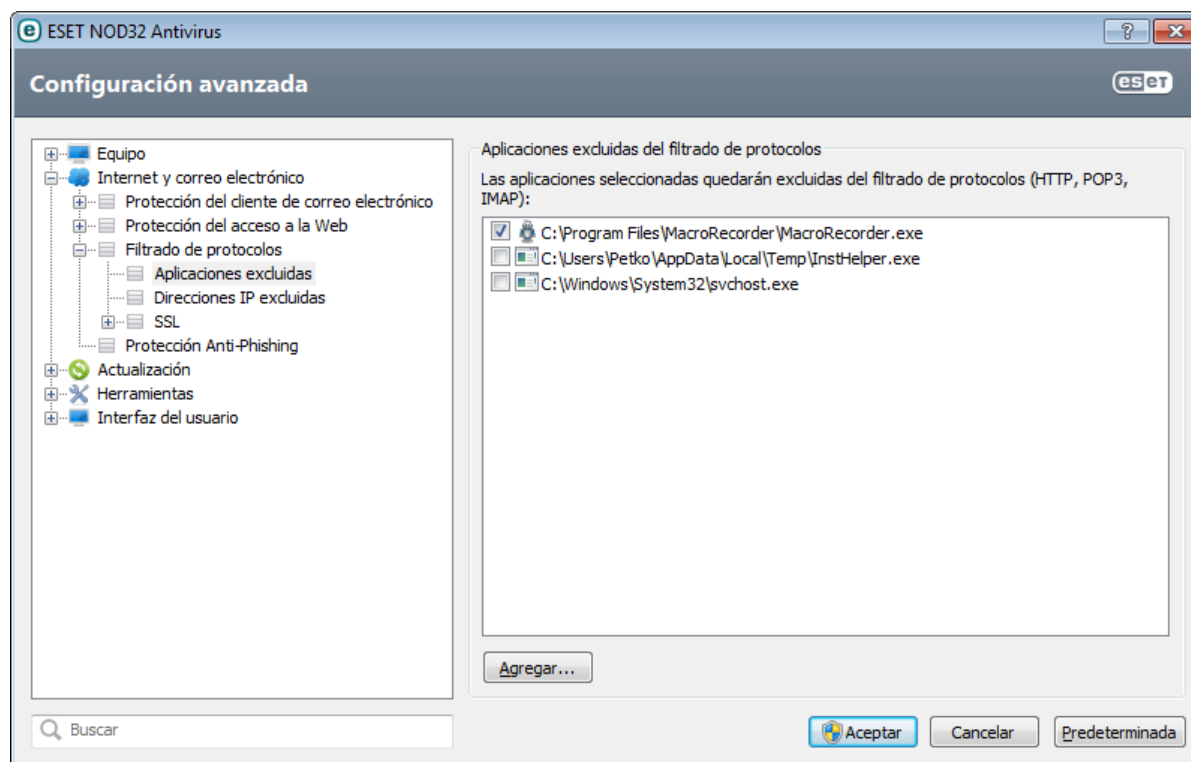 ESET NOD32 Antivirus
Configuración avanzada
eseт
Equipo
Internet y correo electrónico
Protección del cliente de correo electrónico
Protección del acceso a la Web
Filtrado de protocolos
Aplicaciones excluidas
Direcciones IP excluidas
SSL
Protección Anti-Phishing
Actualización
Herramientas
Interfaz del usuario
Buscar
Aplicaciones excluidas del filtrado de protocolos
Las aplicaciones seleccionadas quedarán excluidas del filtrado de protocolos (HTTP, POP3,
IMAP):
C:\Program Files\MacroRecorder\MacroRecorder.exe
C:\Users\Petko\AppData\Local\Temp\InstHelper.exe
C:\Windows\System32\svchost.exe
Agregar...
Aceptar
Cancelar
Predeterminada